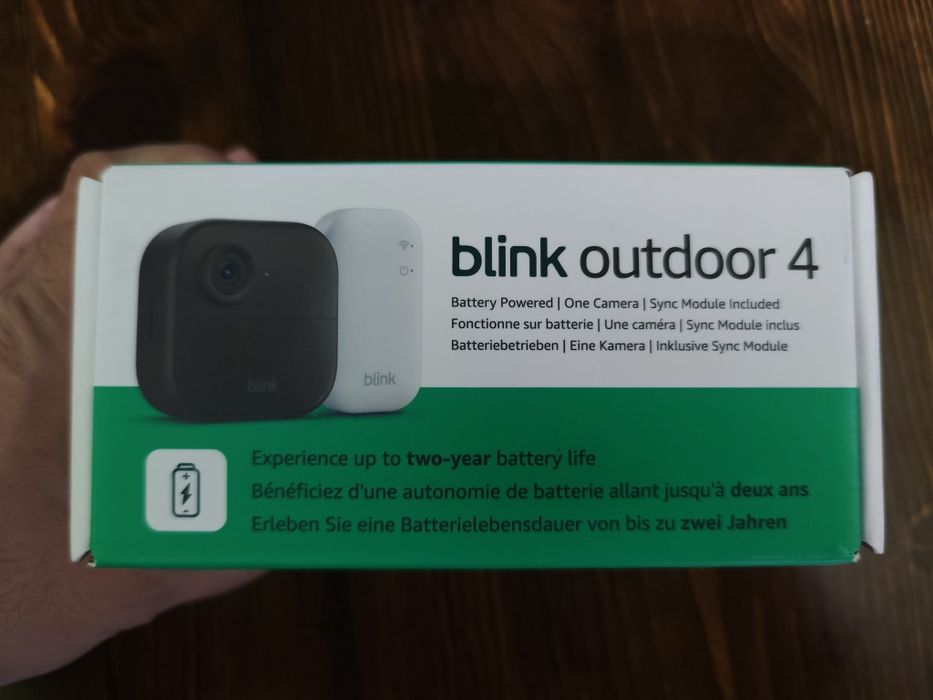 blink outdoor 4
Battery Powered | One Camera | Sync Module Included
Fonctionne sur batterie | Une caméra | Sync Module inclus
Batteriebetrieben | Eine Kamera | Inklusive Sync Module
blink
blink
Experience up to two-year battery life
Bénéficiez d'une autonomie de batterie allant jusqu'à deux ans
Erleben Sie eine Batterielebensdauer von bis zu zwei Jahren